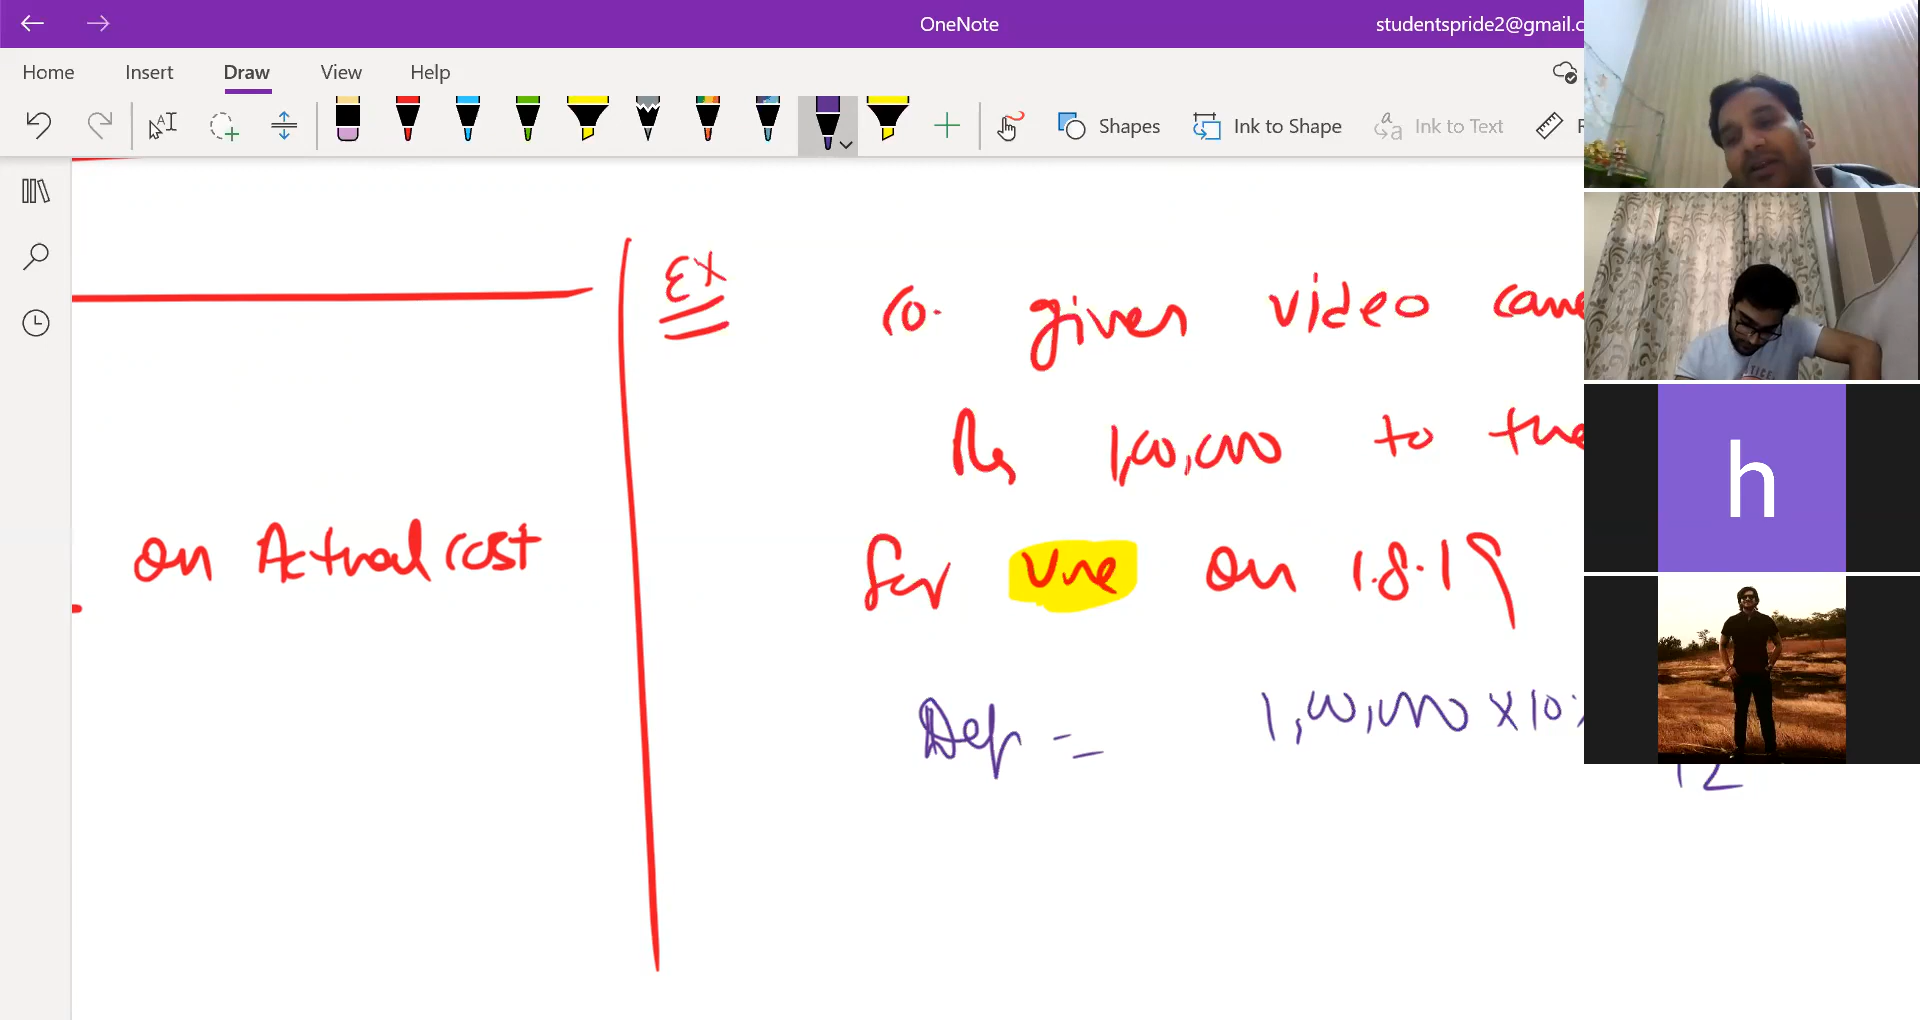 OneNote
studentspride2@gmail.c
Home Insert Draw View Help
Shapes Ink to Shape Ink to Text
Ex
Co. given video cam
Rs 1,00,000 to the
h
on Actual cost
for use on 1.8.19
Dep = 1,00,000 x 10%
12